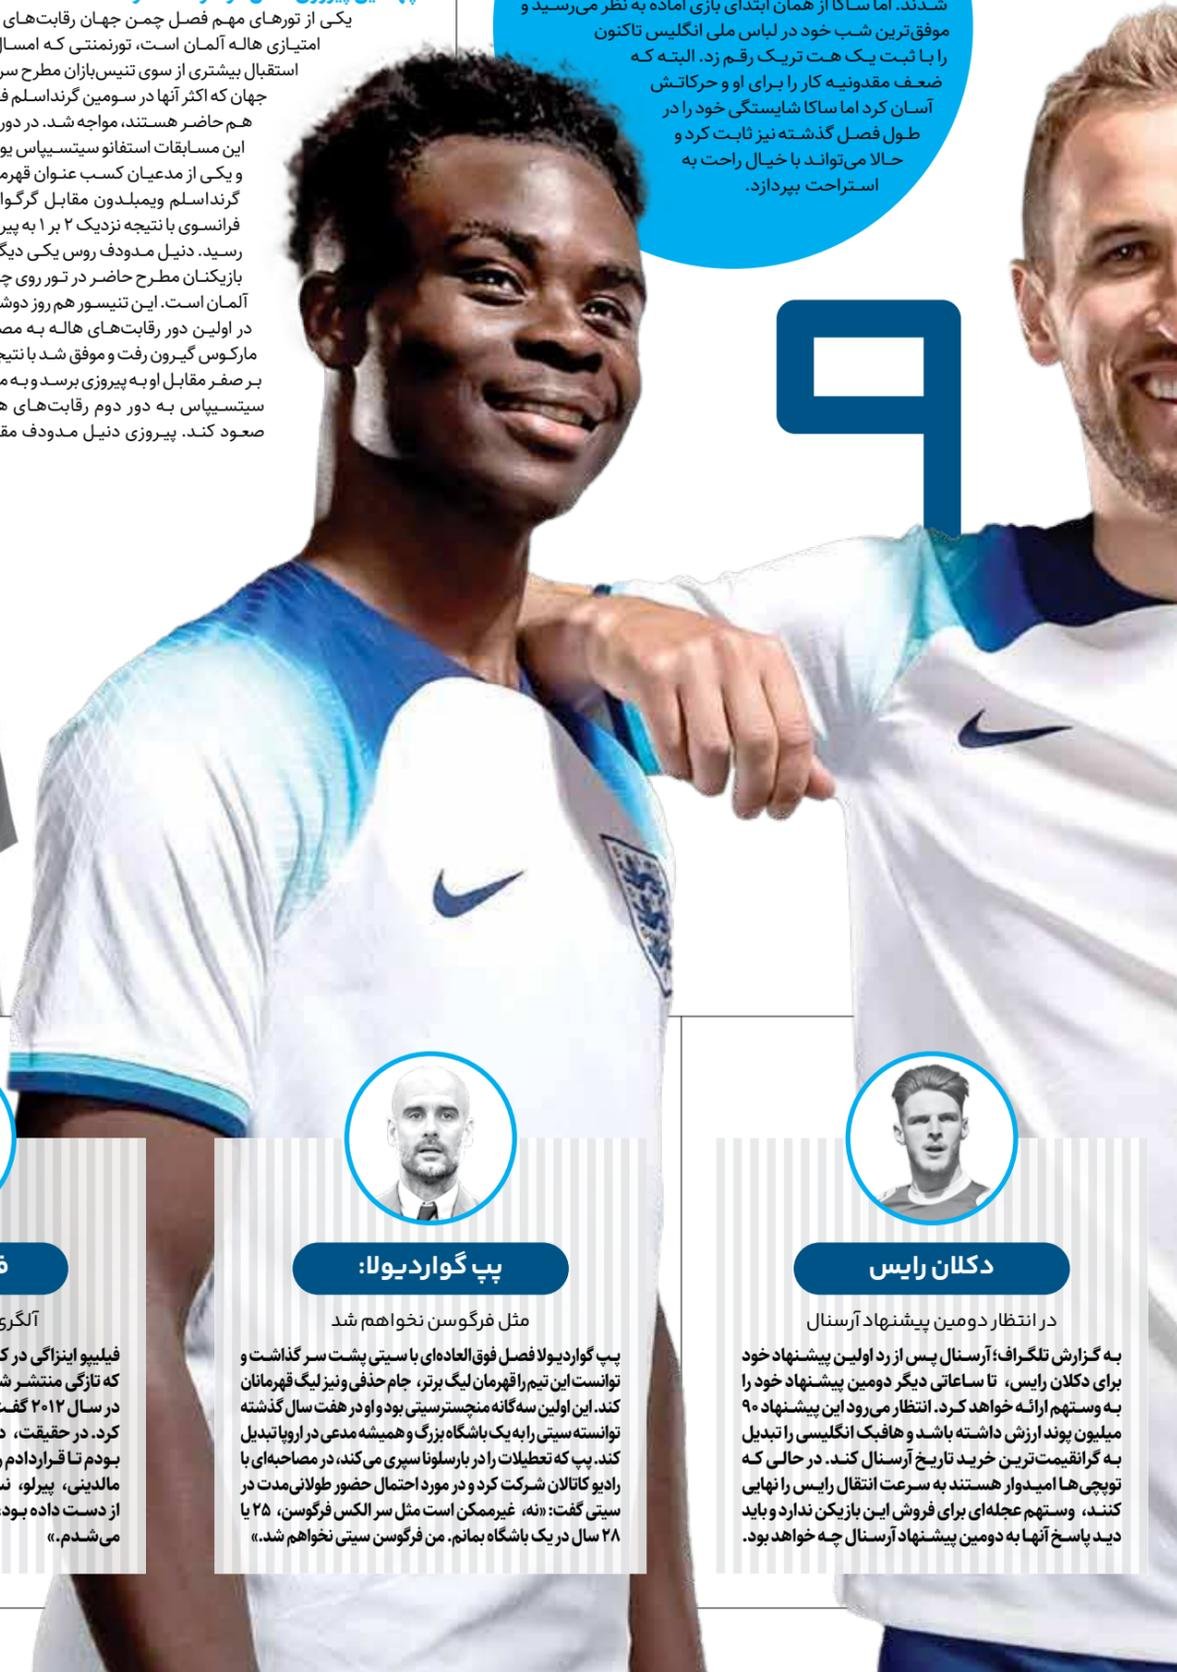 شدند. اما ساکا از همان ابتدای بازی آماده به نظر می‌رسید و
موفق‌ترین شب خود در لباس ملی انگلیس تاکنون
را با ثبت یک هت تریک رقم زد. البته که
ضعف مقدونیه کار را برای او و حرکاتش
آسان کرد اما ساکا شایستگی خود را در
طول فصل گذشته نیز ثابت کرد و
حالا می‌تواند با خیال راحت به
استراحت بپردازد.
یکی از تورهای مهم فصل چمن جهان رقابت‌های
امتیازی هاله آلمان است، تورنمنتی که
استقبال بیشتری از سوی تنیس‌بازان مطرح
جهان که اکثر آنها در سومین گرنداسلم
هم حاضر هستند، مواجه شد. در
این مسابقات استفانو سیتسیپاس
و یکی از مدعیان کسب عنوان
گرنداسلم ویمبلدون مقابل
فرانسوی با نتیجه نزدیک ۲ بر ۱ به
رسید. دنیل مدودف روس یکی
بازیکنان مطرح حاضر در تور روی
آلمان است. این تنیسور هم روز
در اولین دور رقابت‌های هاله به
مارکوس گیرون رفت و موفق شد با
بر صفر مقابل او به پیروزی برسد و به
سیتسیپاس به دور دوم رقابت‌های
صعود کند. پیروزی دنیل مدودف
۹
دکلان رایس
در انتظار دومین پیشنهاد آرسنال
به گزارش تلگراف؛ آرسنال پس از رد اولین پیشنهاد خود
برای دکلان رایس، تا ساعاتی دیگر دومین پیشنهاد خود را
به وستهم ارائه خواهد کرد. انتظار می‌رود این پیشنهاد ۹۰
میلیون پوند ارزش داشته باشد و هافبک انگلیسی را تبدیل
به گرانقیمت‌ترین خرید تاریخ آرسنال کند. در حالی که
توپچی‌ها امیدوار هستند به سرعت انتقال رایس را نهایی
کنند، وستهم عجله‌ای برای فروش این بازیکن ندارد و باید
دید پاسخ آنها به دومین پیشنهاد آرسنال چه خواهد بود.
پپ گواردیولا:
مثل فرگوسن نخواهم شد
پپ گواردیولا فصل فوق‌العاده‌ای با سیتی پشت سر گذاشت و
توانست این تیم را قهرمان لیگ برتر، جام حذفی و نیز لیگ قهرمانان
کند. این اولین سه‌گانه منچسترسیتی بود و او در هفت سال گذشته
توانسته سیتی را به یک باشگاه بزرگ و همیشه مدعی در اروپا تبدیل
کند. پپ که تعطیلات را در بارسلونا سپری می‌کند، در مصاحبه‌ای با
رادیو کاتالان شرکت کرد و در مورد احتمال حضور طولانی‌مدت در
سیتی گفت: «نه، غیرممکن است مثل سر الکس فرگوسن، ۲۵ یا
۲۸ سال در یک باشگاه بمانم. من فرگوسن سیتی نخواهم شد.»
فیلیپو اینزاگی در
که تازگی منتشر
در سال ۲۰۱۲
کرد. در حقیقت،
بودم تا قراردادم
مالدینی، پیرلو،
از دست داده بود
می‌شدم.»